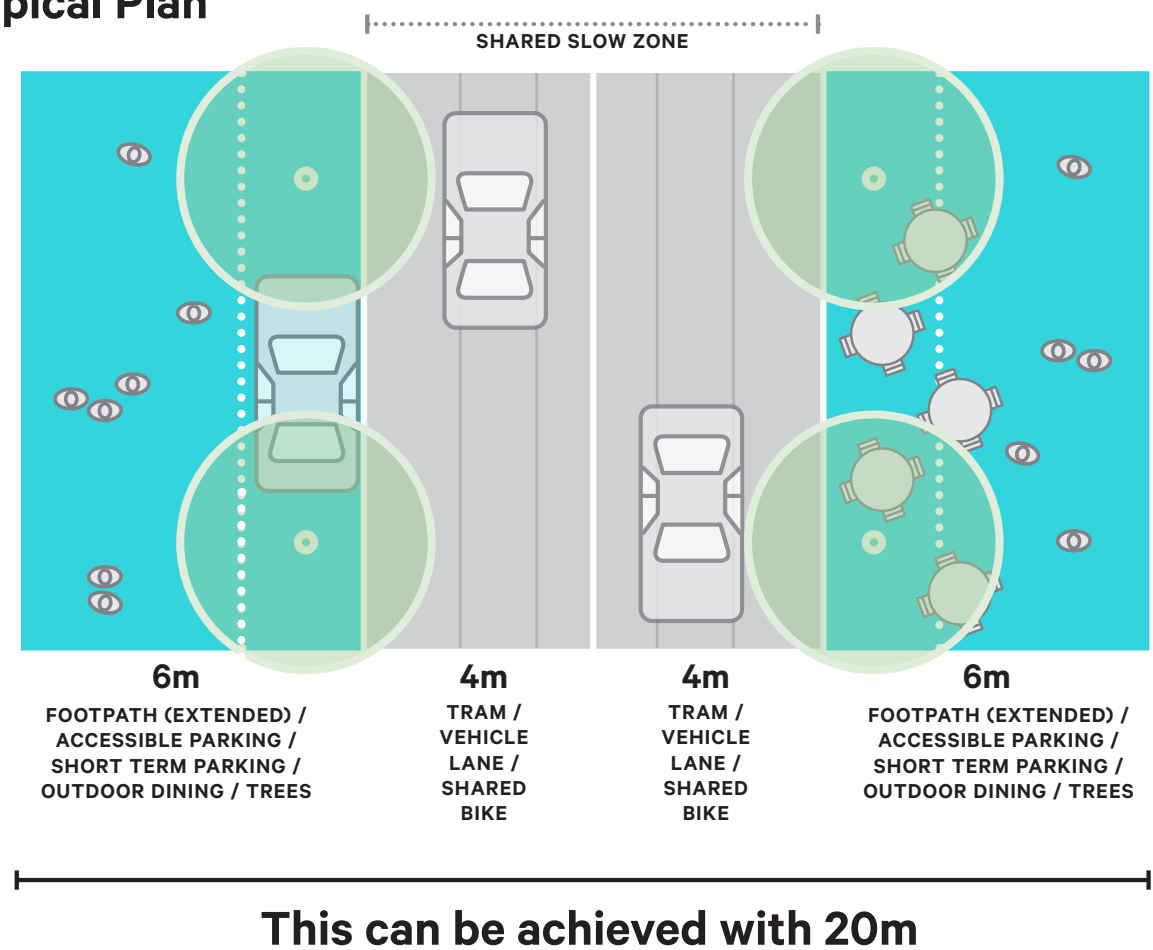 pical Plan
SHARED SLOW ZONE
6m
FOOTPATH (EXTENDED) /
ACCESSIBLE PARKING /
SHORT TERM PARKING /
OUTDOOR DINING / TREES
4m
TRAM /
VEHICLE
LANE /
SHARED
BIKE
4m
TRAM /
VEHICLE
LANE /
SHARED
BIKE
6m
FOOTPATH (EXTENDED) /
ACCESSIBLE PARKING /
SHORT TERM PARKING /
OUTDOOR DINING / TREES
This can be achieved with 20m